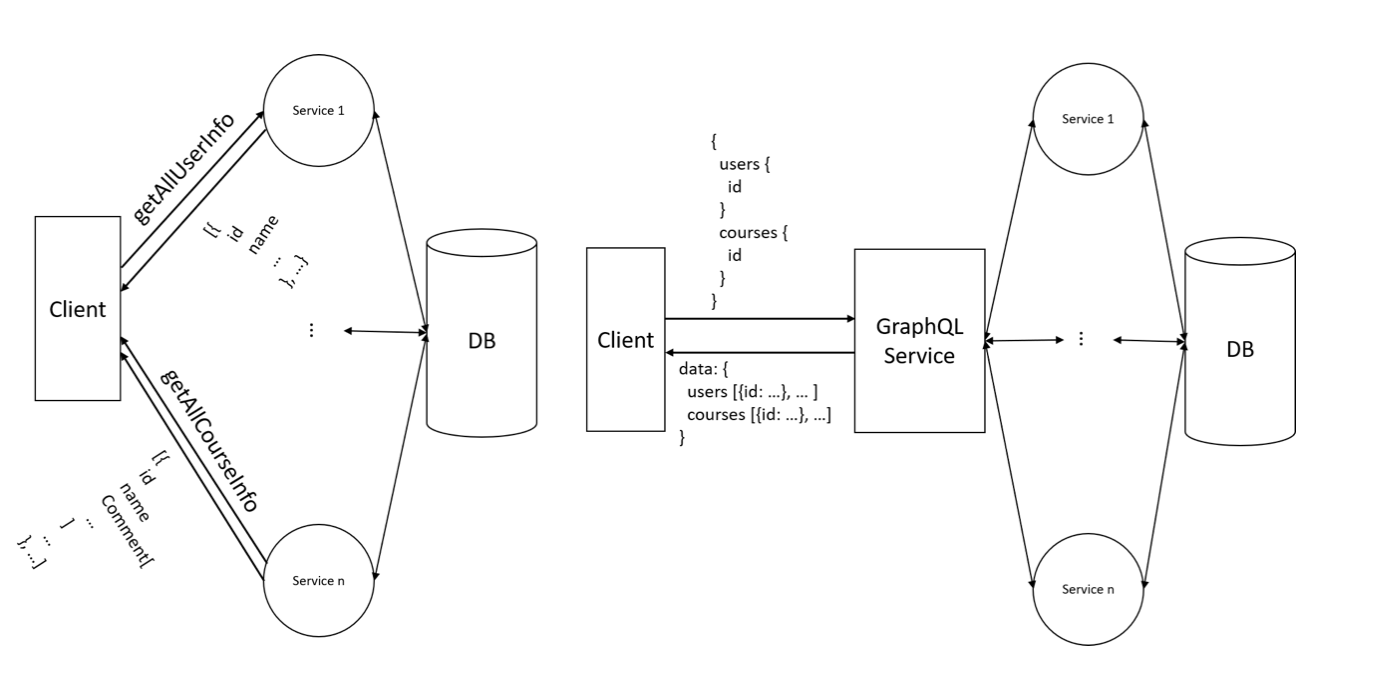 Service 1
getAllUserInfo
[{
id
name
...
}, ...}
Client
...
DB
getAllCourseInfo
[{
id
name
Comment[
...
]
...
}, ...]
Service n
{
users {
id
}
courses {
id
}
}
Client
data: {
users [{id: ...}, ... ]
courses [{id: ...}, ...]
}
GraphQL
Service
Service 1
...
DB
Service n